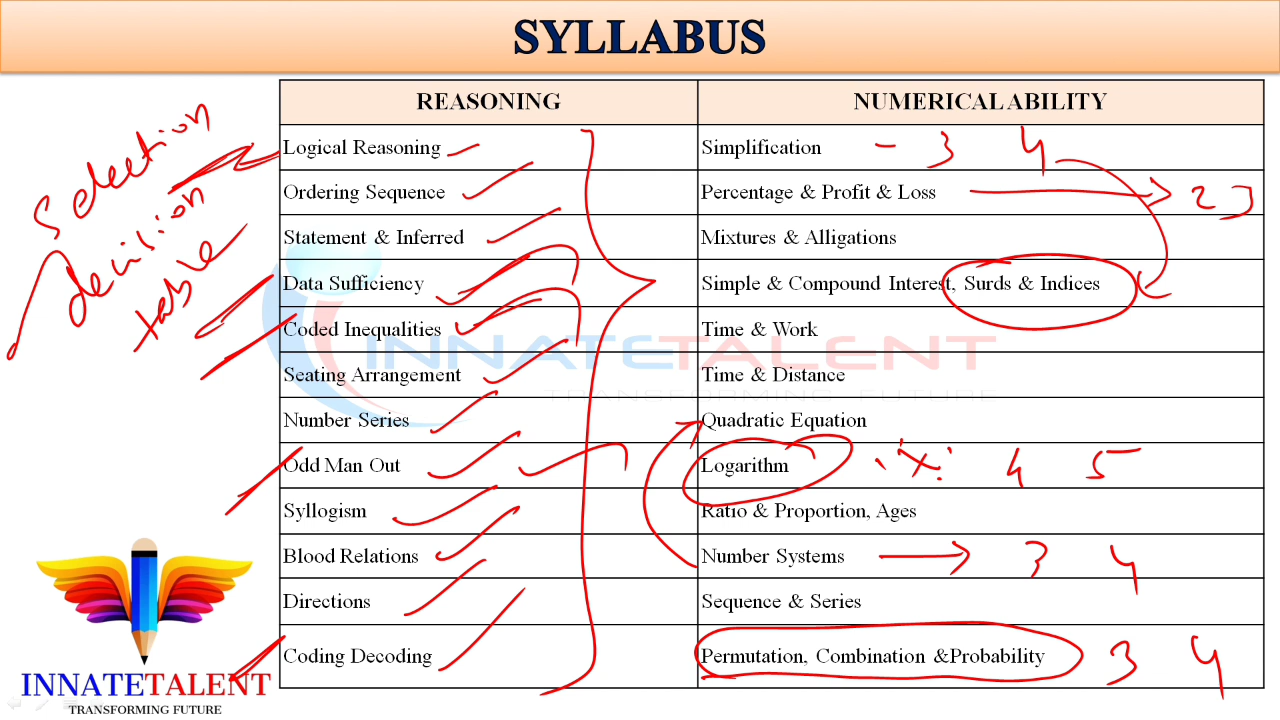 SYLLABUS
REASONING NUMERICAL ABILITY
Logical Reasoning Simplification - 3 4
Ordering Sequence Percentage & Profit & Loss 2 3
Statement & Inferred Mixtures & Alligations
Data Sufficiency Simple & Compound Interest, Surds & Indices
Coded Inequalities Time & Work
Seating Arrangement Time & Distance
Number Series Quadratic Equation
Odd Man Out Logarithm 4 5
Syllogism Ratio & Proportion, Ages
Blood Relations Number Systems 3 4
Directions Sequence & Series
Coding Decoding Permutation, Combination &Probability 3 4
Selection
decision
table
INNATETALENT
TRANSFORMING FUTURE
INNATETALENT
TRANSFORMING FUTURE